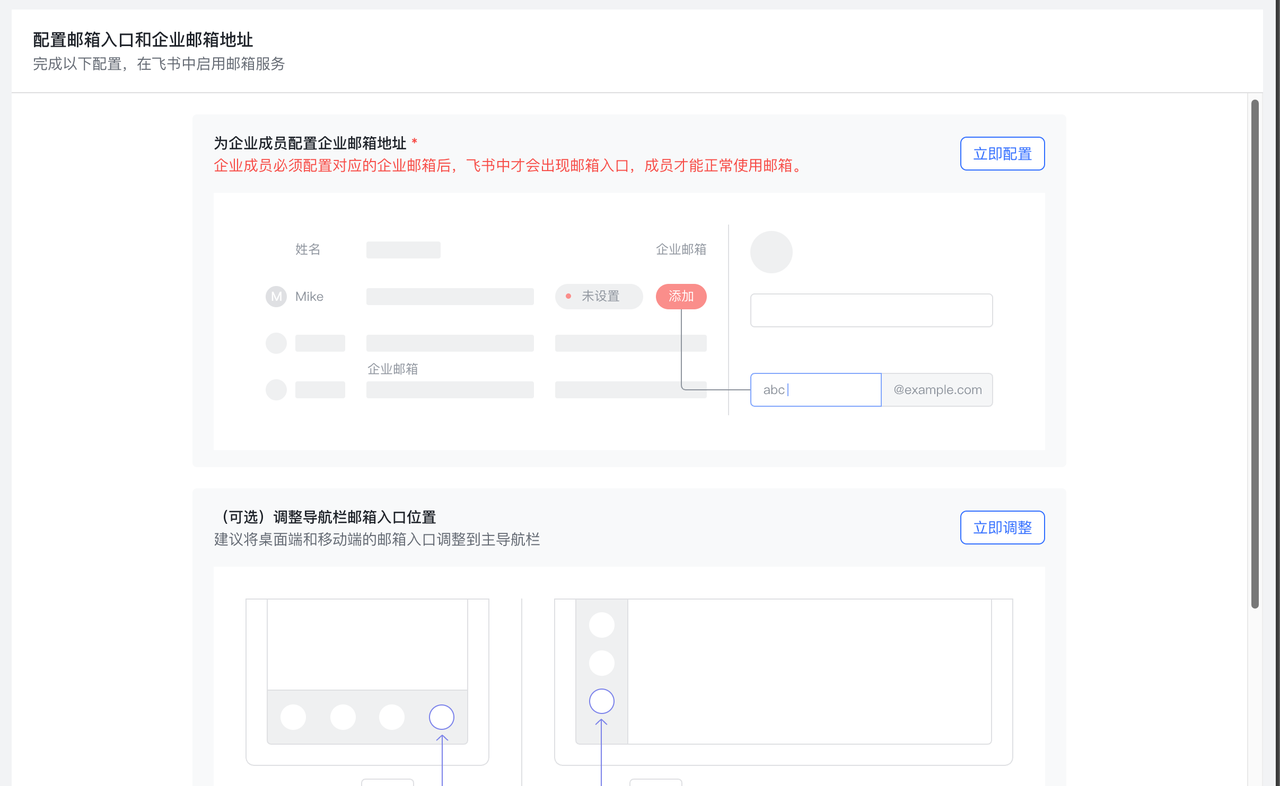 配置邮箱入口和企业邮箱地址
完成以下配置，在飞书中启用邮箱服务
为企业成员配置企业邮箱地址 *
立即配置
企业成员必须配置对应的企业邮箱后，飞书中才会出现邮箱入口，成员才能正常使用邮箱。
姓名
企业邮箱
M Mike
未设置
添加
企业邮箱
abc
@example.com
（可选）调整导航栏邮箱入口位置
立即调整
建议将桌面端和移动端的邮箱入口调整到主导航栏